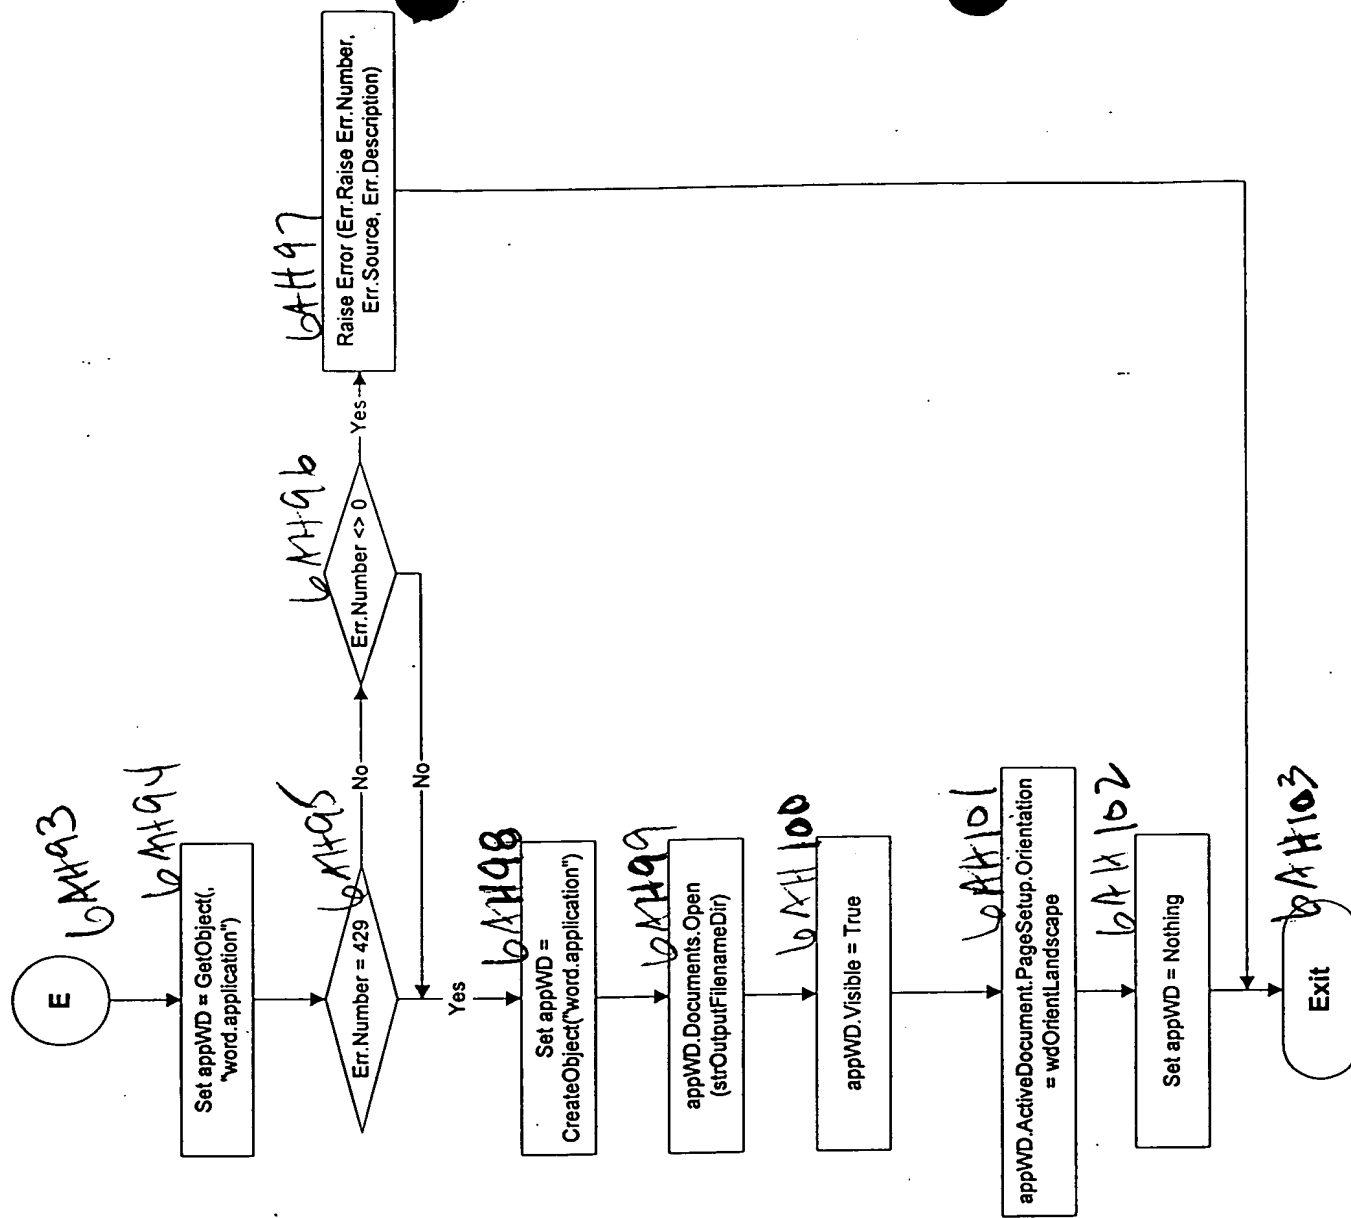 E
6AH93
6AH94
Set appWD = GetObject(,
"word.application")
6AH95
Err.Number = 429
No
6AH96
Err.Number <> 0
Yes
6AH97
Raise Error (Err.Raise Err.Number,
Err.Source, Err.Description)
No
Yes
6AH98
Set appWD =
CreateObject("word.application")
6AH99
appWD.Documents.Open
(strOutputFilenameDir)
6AH100
appWD.Visible = True
6AH101
appWD.ActiveDocument.PageSetup.Orientation
= wdOrientLandscape
6AH102
Set appWD = Nothing
6AH103
Exit